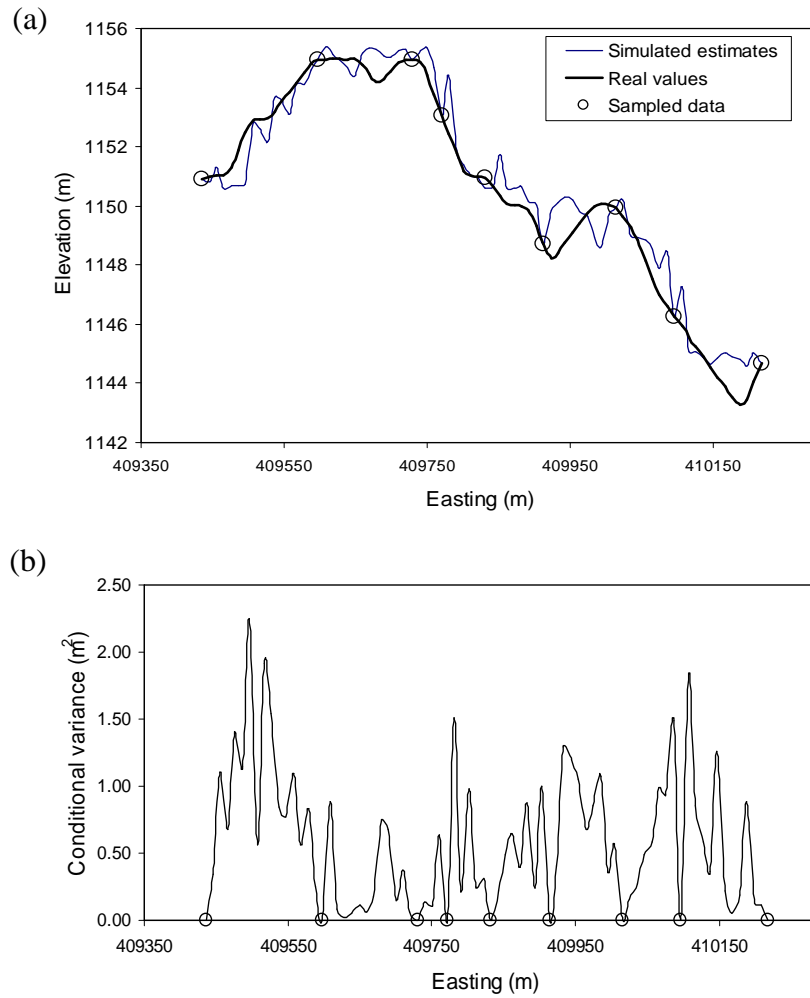 (a)
1156
1154
1152
1150
1148
1146
1144
1142
Elevation (m)
Simulated estimates
Real values
Sampled data
409350
409550
409750
409950
410150
Easting (m)
(b)
2.50
2.00
1.50
1.00
0.50
0.00
Conditional variance (m²)
409350
409550
409750
409950
410150
Easting (m)